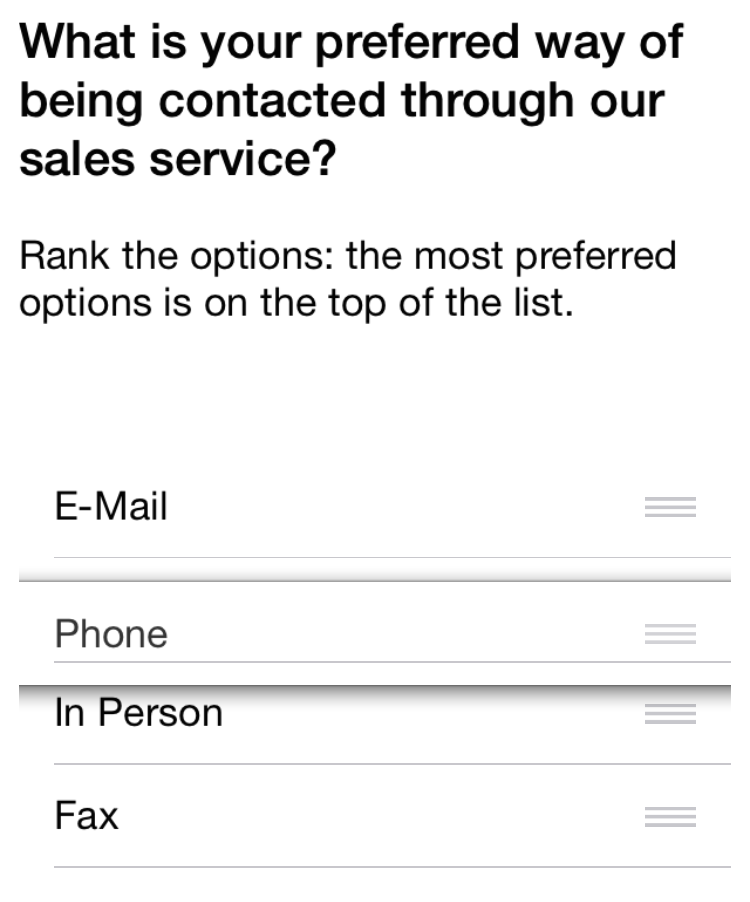 What is your preferred way of
being contacted through our
sales service?
Rank the options: the most preferred
options is on the top of the list.
E-Mail
Phone
In Person
Fax